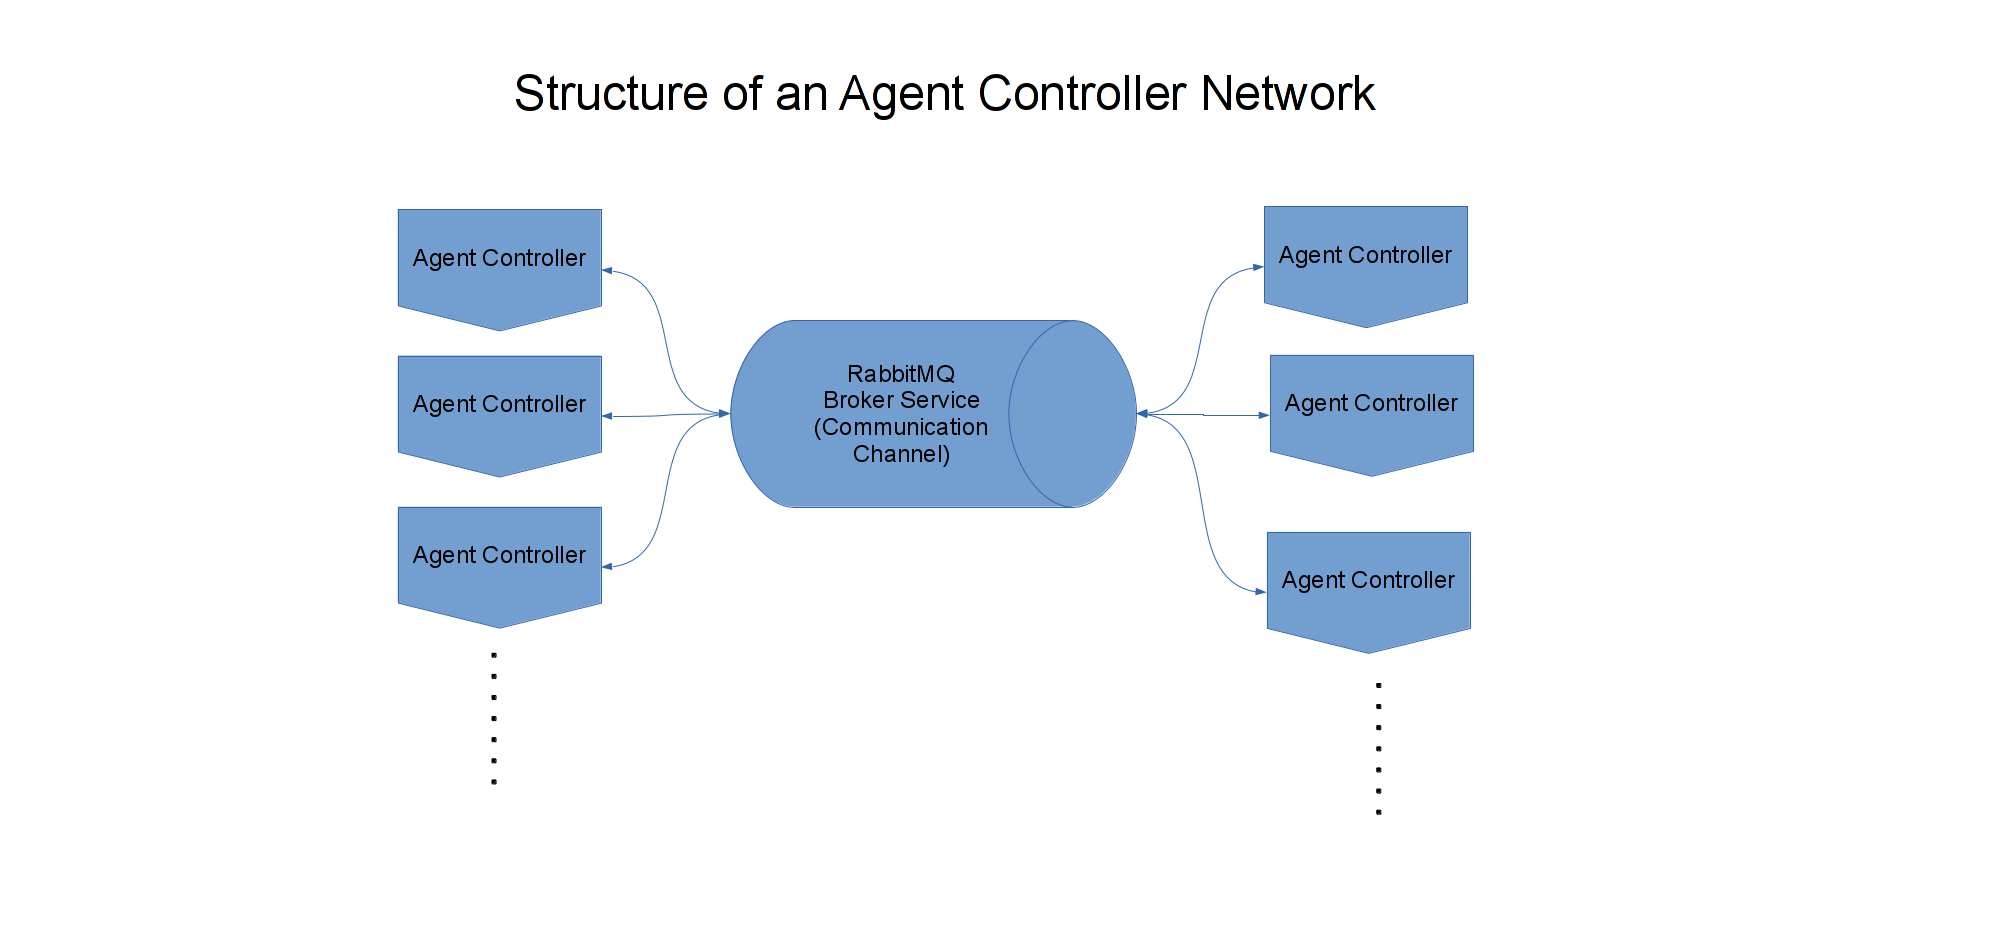 Structure of an Agent Controller Network
Agent Controller
Agent Controller
Agent Controller
RabbitMQ
Broker Service
(Communication
Channel)
Agent Controller
Agent Controller
Agent Controller